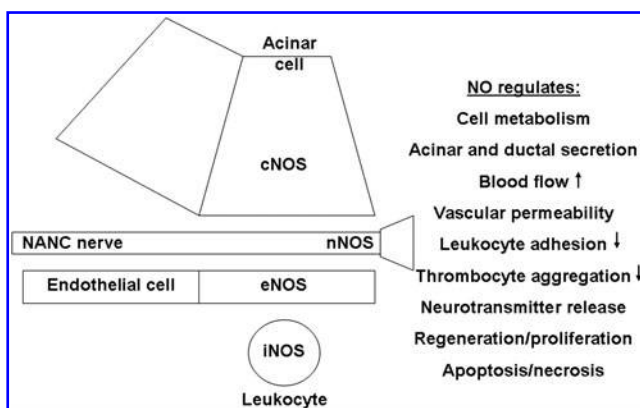 Acinar
cell
cNOS
NANC nerve
nNOS
Endothelial cell
eNOS
iNOS
Leukocyte
NO regulates:
Cell metabolism
Acinar and ductal secretion
Blood flow ↑
Vascular permeability
Leukocyte adhesion ↓
Thrombocyte aggregation ↓
Neurotransmitter release
Regeneration/proliferation
Apoptosis/necrosis